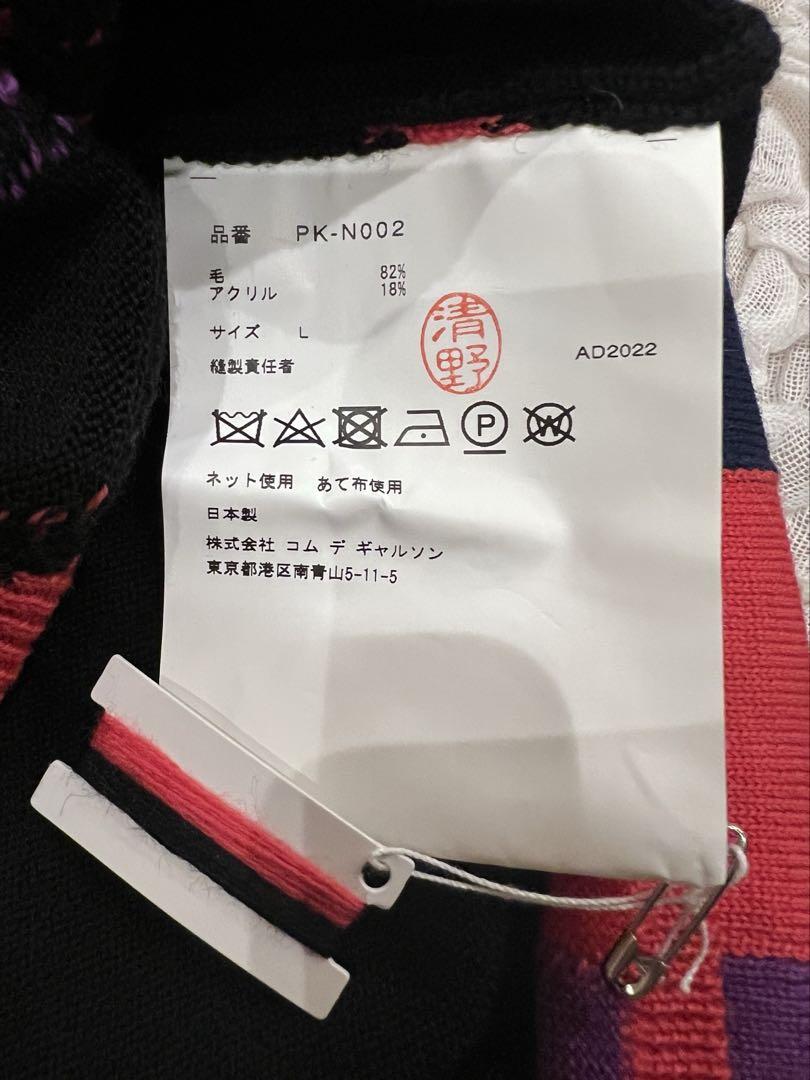 品番 PK-N002
毛 82%
アクリル 18%
サイズ L
縫製責任者
清野
AD2022
P
W
ネット使用 あて布使用
日本製
株式会社 コム デ ギャルソン
東京都港区南青山5-11-5